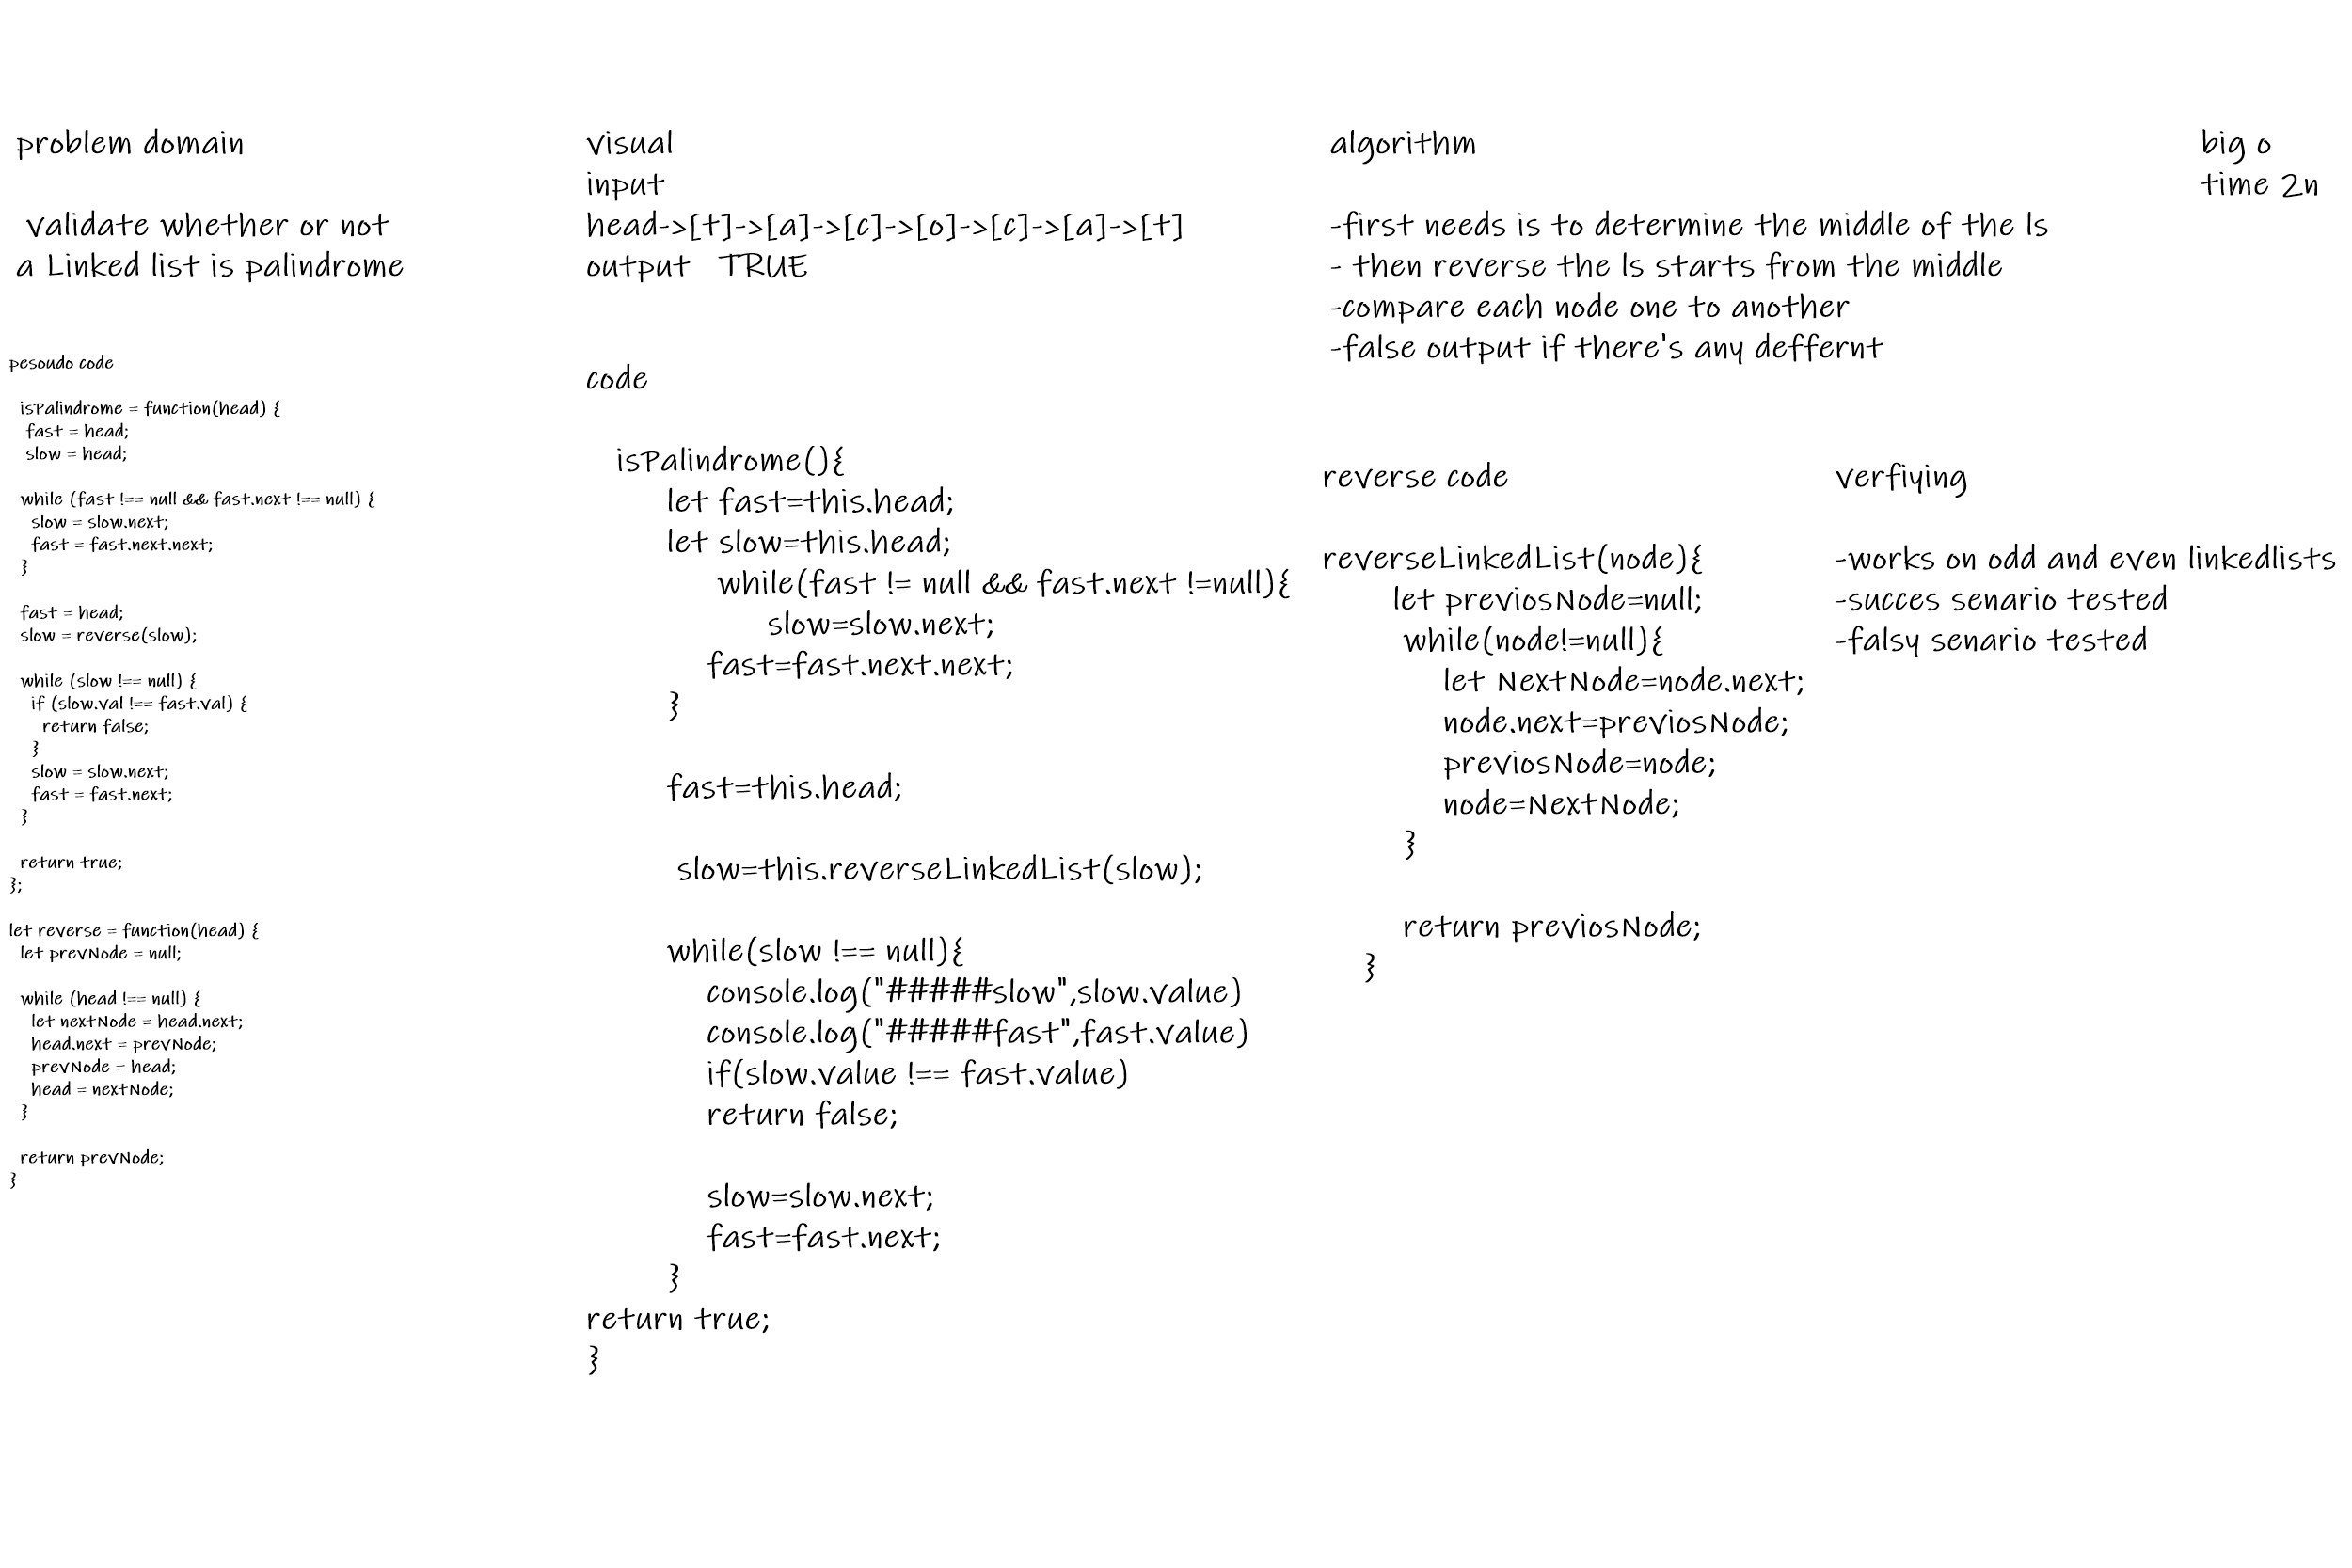 problem domain
validate whether or not
a Linked list is palindrome
pesoudo code
isPalindrome = function(head) {
fast = head;
slow = head;
while (fast !== null && fast.next !== null) {
slow = slow.next;
fast = fast.next.next;
}
fast = head;
slow = reverse(slow);
while (slow !== null) {
if (slow.val !== fast.val) {
return false;
}
slow = slow.next;
fast = fast.next;
}
return true;
};
let reverse = function(head) {
let prevNode = null;
while (head !== null) {
let nextNode = head.next;
head.next = prevNode;
prevNode = head;
head = nextNode;
}
return prevNode;
}
visual
input
head->[t]->[a]->[c]->[o]->[c]->[a]->[t]
output TRUE
code
isPalindrome(){
let fast=this.head;
let slow=this.head;
while(fast != null && fast.next !=null){
slow=slow.next;
fast=fast.next.next;
}
fast=this.head;
slow=this.reverseLinkedList(slow);
while(slow !== null){
console.log("#####slow",slow.value)
console.log("#####fast",fast.value)
if(slow.value !== fast.value)
return false;
slow=slow.next;
fast=fast.next;
}
return true;
}
algorithm
-first needs is to determine the middle of the ls
- then reverse the ls starts from the middle
-compare each node one to another
-false output if there's any deffernt
reverse code
reverseLinkedList(node){
let previosNode=null;
while(node!=null){
let NextNode=node.next;
node.next=previosNode;
previosNode=node;
node=NextNode;
}
return previosNode;
}
verfiying
-works on odd and even linkedlists
-succes senario tested
-falsy senario tested
big o
time 2n